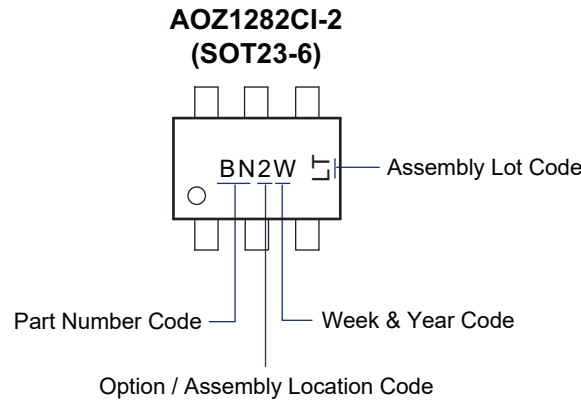 AOZ1282CI-2
(SOT23-6)
BN2W
LT
Assembly Lot Code
Part Number Code
Week & Year Code
Option / Assembly Location Code